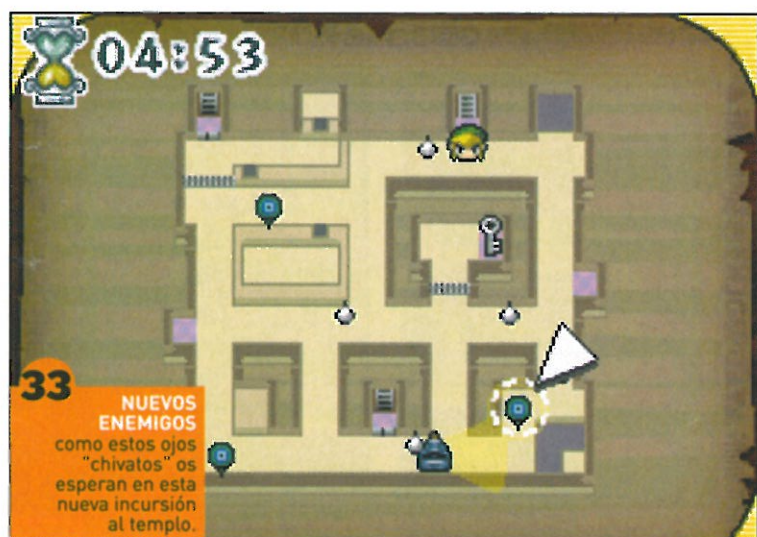 04:53
33
NUEVOS
ENEMIGOS
como estos ojos
"chivatos" os
esperan en esta
nueva incursión
al templo.